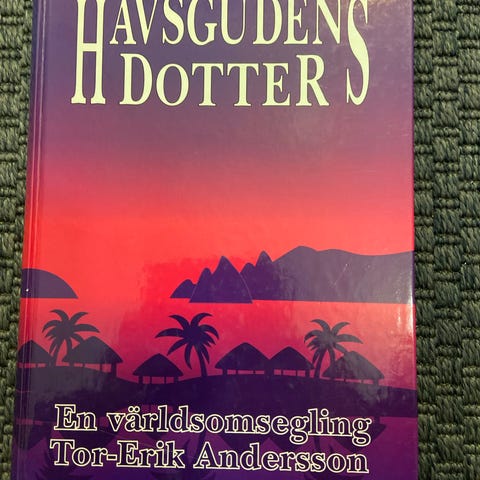 HAVSGUDENS
DOTTER
En världsomsegling
Tor-Erik Andersson